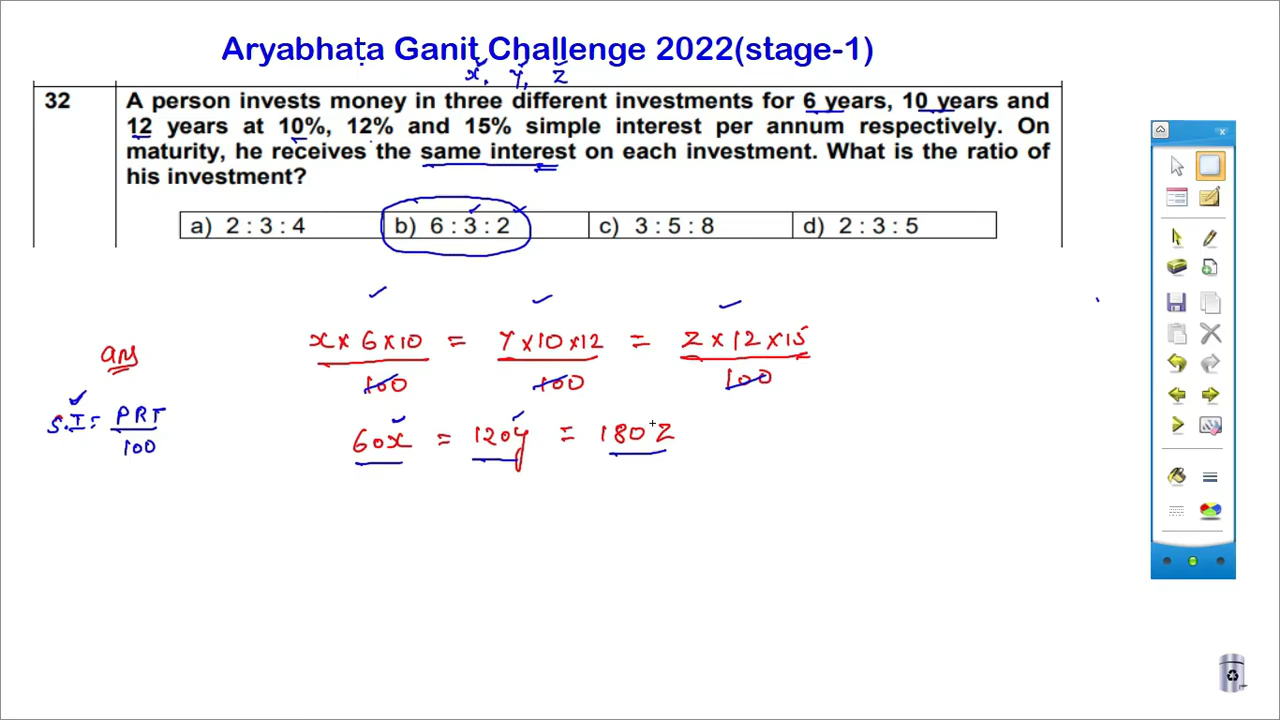 Aryabhaṭa Ganit Challenge 2022(stage-1)
x, y, z
32
A person invests money in three different investments for 6 years, 10 years and
12 years at 10%, 12% and 15% simple interest per annum respectively. On
maturity, he receives the same interest on each investment. What is the ratio of
his investment?
a) 2 : 3 : 4 b) 6 : 3 : 2 c) 3 : 5 : 8 d) 2 : 3 : 5
ans
x × 6 × 10 = y × 10 × 12 = z × 12 × 15
100 100 100
S.I = PRT
100
60x = 120y = 180z